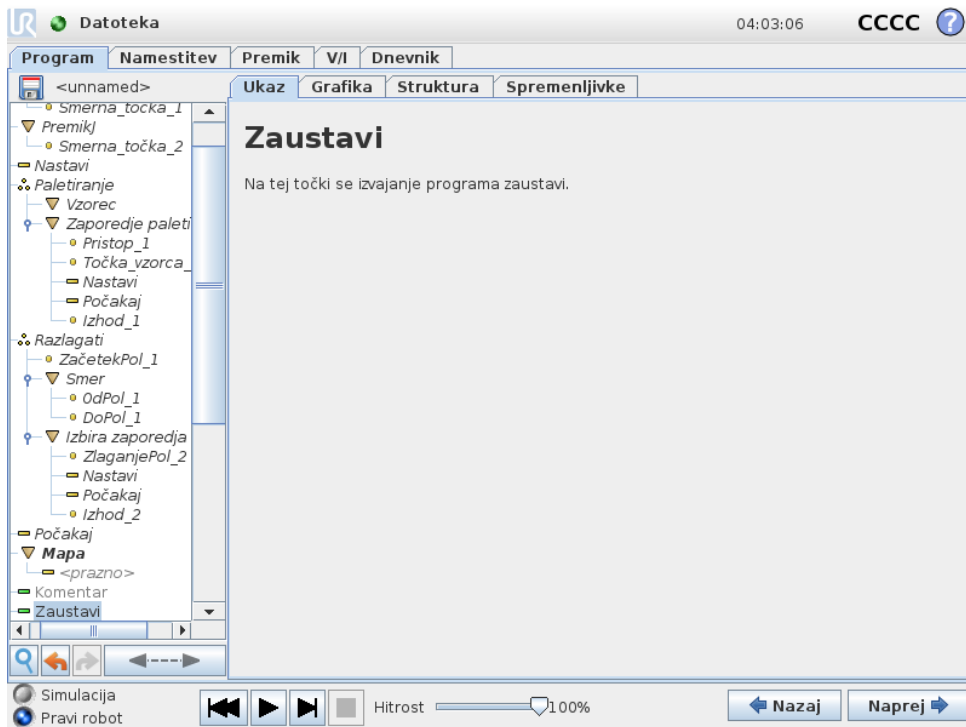 Datoteka
04:03:06
CCCC
?
Program Namestitev Premik V/I Dnevnik
<unnamed>
Ukaz Grafika Struktura Spremenljivke
Smerna_točka_1
PremikJ
Smerna_točka_2
Nastavi
Paletiranje
Vzorec
Zaporedje paleti
Pristop_1
Točka_vzorca_
Nastavi
Počakaj
Izhod_1
Razlagati
ZačetekPol_1
Smer
OdPol_1
DoPol_1
Izbira zaporedja
ZlaganjePol_2
Nastavi
Počakaj
Izhod_2
Počakaj
Mapa
<prazno>
Komentar
Zaustavi
Zaustavi
Na tej točki se izvajanje programa zaustavi.
Simulacija
Pravi robot
Hitrost 100%
Nazaj Naprej